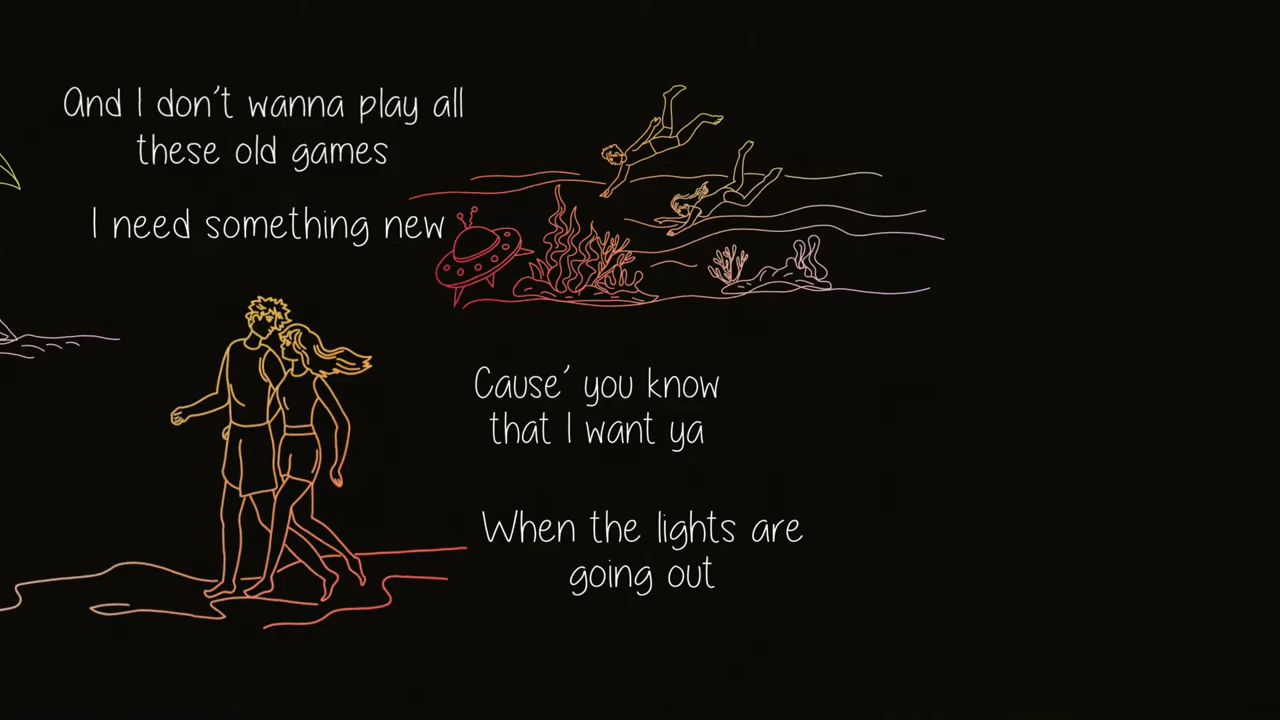 And I don't wanna play all
these old games
I need something new
Cause' you know
that I want ya
When the lights are
going out